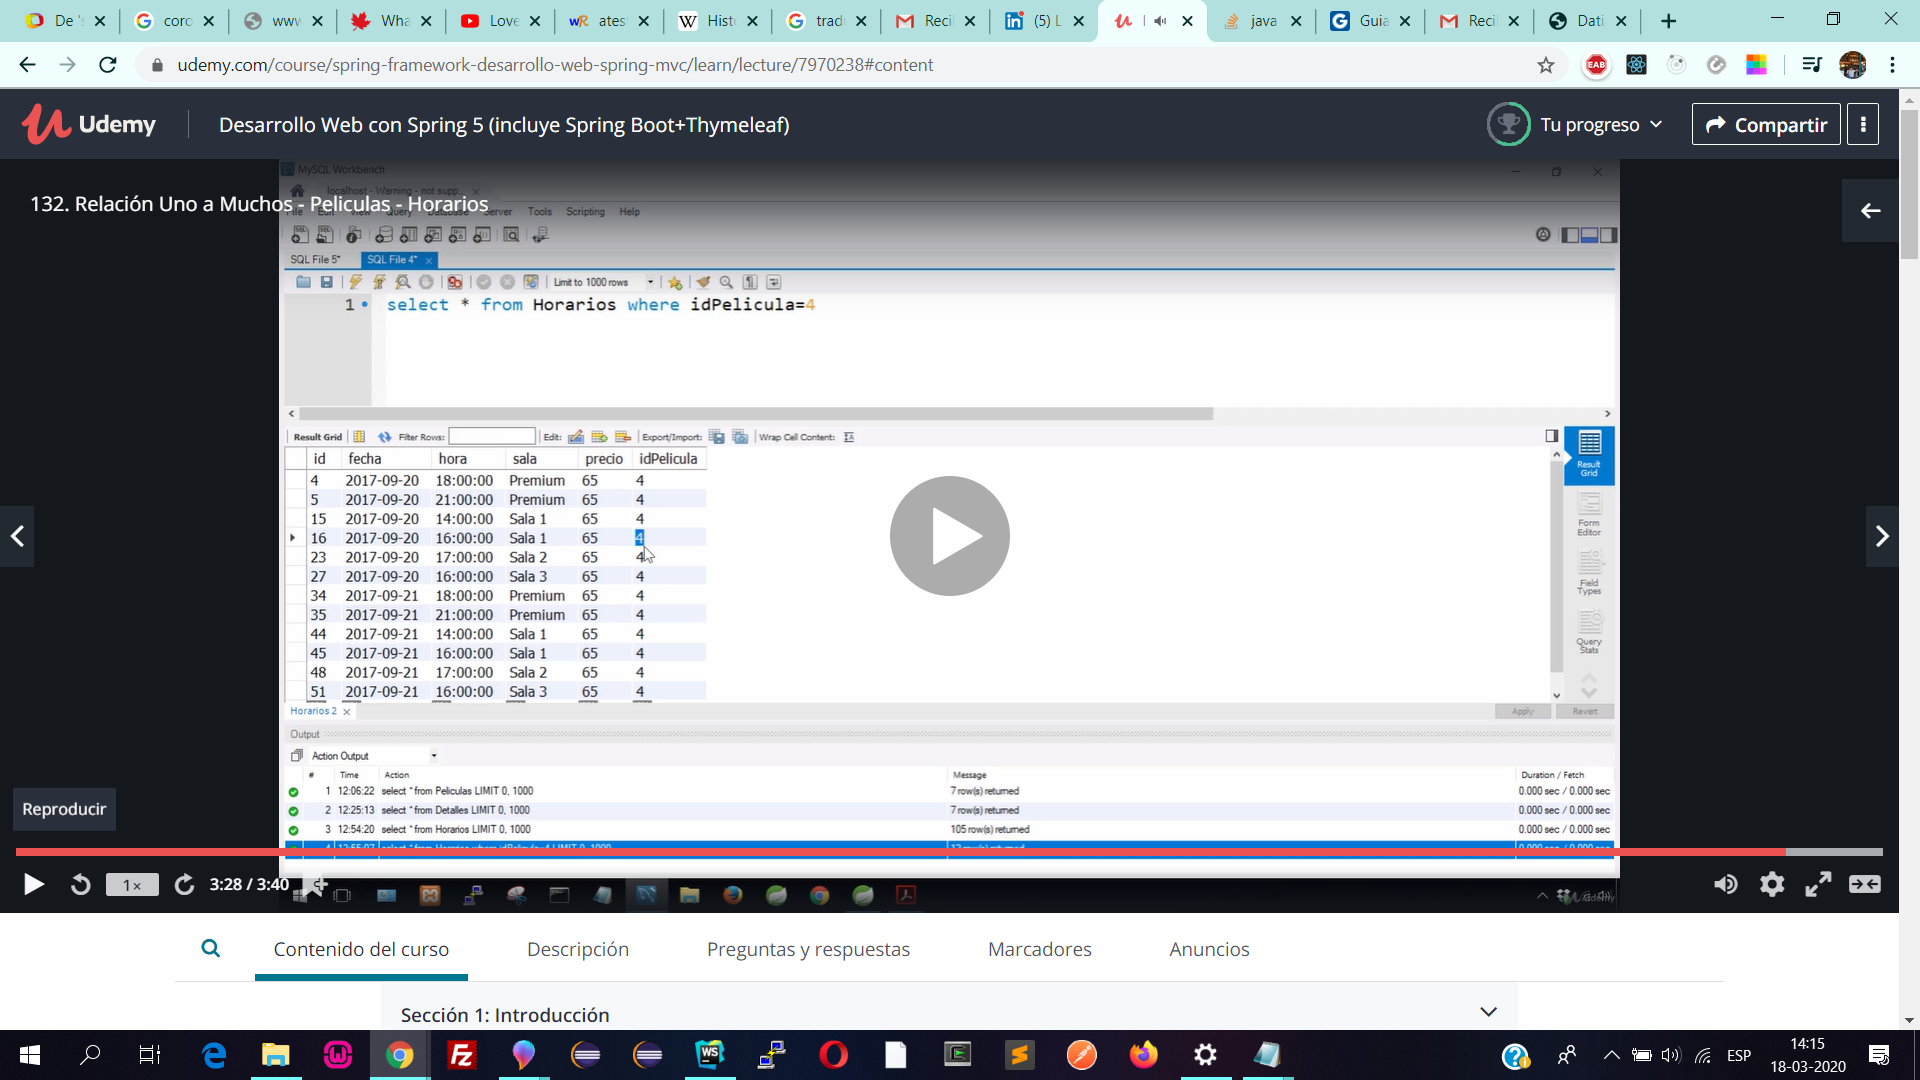 De 's
coro
www
Wha
Love
wR ates
W Histo
tradu
Recil
(5) L
java
Guia
Reci
Dati
udemy.com/course/spring-framework-desarrollo-web-spring-mvc/learn/lecture/7970238#content
Udemy
Desarrollo Web con Spring 5 (incluye Spring Boot+Thymeleaf)
Tu progreso
Compartir
MySQL Workbench
localhost - Warning - not supp...
132. Relación Uno a Muchos - Peliculas - Horarios
File Edit View Query Database Server Tools Scripting Help
SQL File 5* SQL File 4*
Limit to 1000 rows
1 select * from Horarios where idPelicula=4
Result Grid Filter Rows: Edit: Export/Import: Wrap Cell Content:
id fecha hora sala precio idPelicula
4 2017-09-20 18:00:00 Premium 65 4
5 2017-09-20 21:00:00 Premium 65 4
15 2017-09-20 14:00:00 Sala 1 65 4
16 2017-09-20 16:00:00 Sala 1 65 4
23 2017-09-20 17:00:00 Sala 2 65 4
27 2017-09-20 16:00:00 Sala 3 65 4
34 2017-09-21 18:00:00 Premium 65 4
35 2017-09-21 21:00:00 Premium 65 4
44 2017-09-21 14:00:00 Sala 1 65 4
45 2017-09-21 16:00:00 Sala 1 65 4
48 2017-09-21 17:00:00 Sala 2 65 4
51 2017-09-21 16:00:00 Sala 3 65 4
Result Grid
Form Editor
Field Types
Query Stats
Horarios 2
Apply Revert
Output
Action Output
# Time Action Message Duration / Fetch
1 12:06:22 select * from Peliculas LIMIT 0, 1000 7 row(s) returned 0.000 sec / 0.000 sec
2 12:25:13 select * from Detalles LIMIT 0, 1000 7 row(s) returned 0.000 sec / 0.000 sec
3 12:54:20 select * from Horarios LIMIT 0, 1000 105 row(s) returned 0.000 sec / 0.000 sec
Reproducir
1×
3:28 / 3:40
Contenido del curso
Descripción
Preguntas y respuestas
Marcadores
Anuncios
Sección 1: Introducción
ESP
14:15
18-03-2020